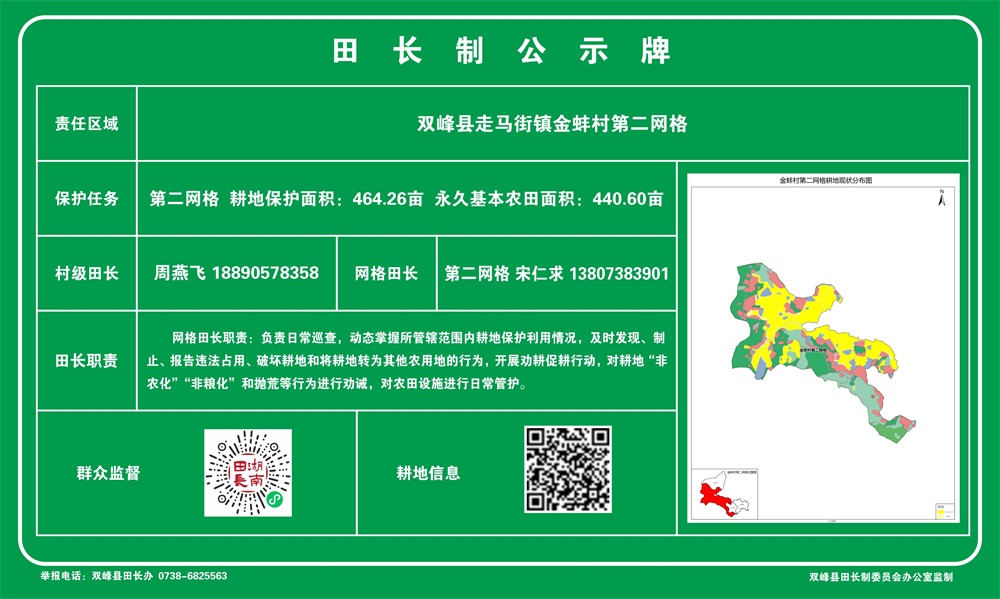 田长制公示牌
责任区域
双峰县走马街镇金蚌村第二网格
保护任务
第二网格 耕地保护面积：464.26亩 永久基本农田面积：440.60亩
村级田长
周燕飞 18890578358
网格田长
第二网格 宋仁求 13807383901
田长职责
网格田长职责：负责日常巡查，动态掌握所管辖范围内耕地保护利用情况，及时发现、制
止、报告违法占用、破坏耕地和将耕地转为其他农用地的行为，开展劝耕促耕行动，对耕地“非
农化”“非粮化”和抛荒等行为进行劝诫，对农田设施进行日常管护。
金蚌村第二网格耕地现状分布图
N
金蚌村第二网格
群众监督
湖南田長
耕地信息
举报电话：双峰县田长办 0738-6825563
双峰县田长制委员会办公室监制